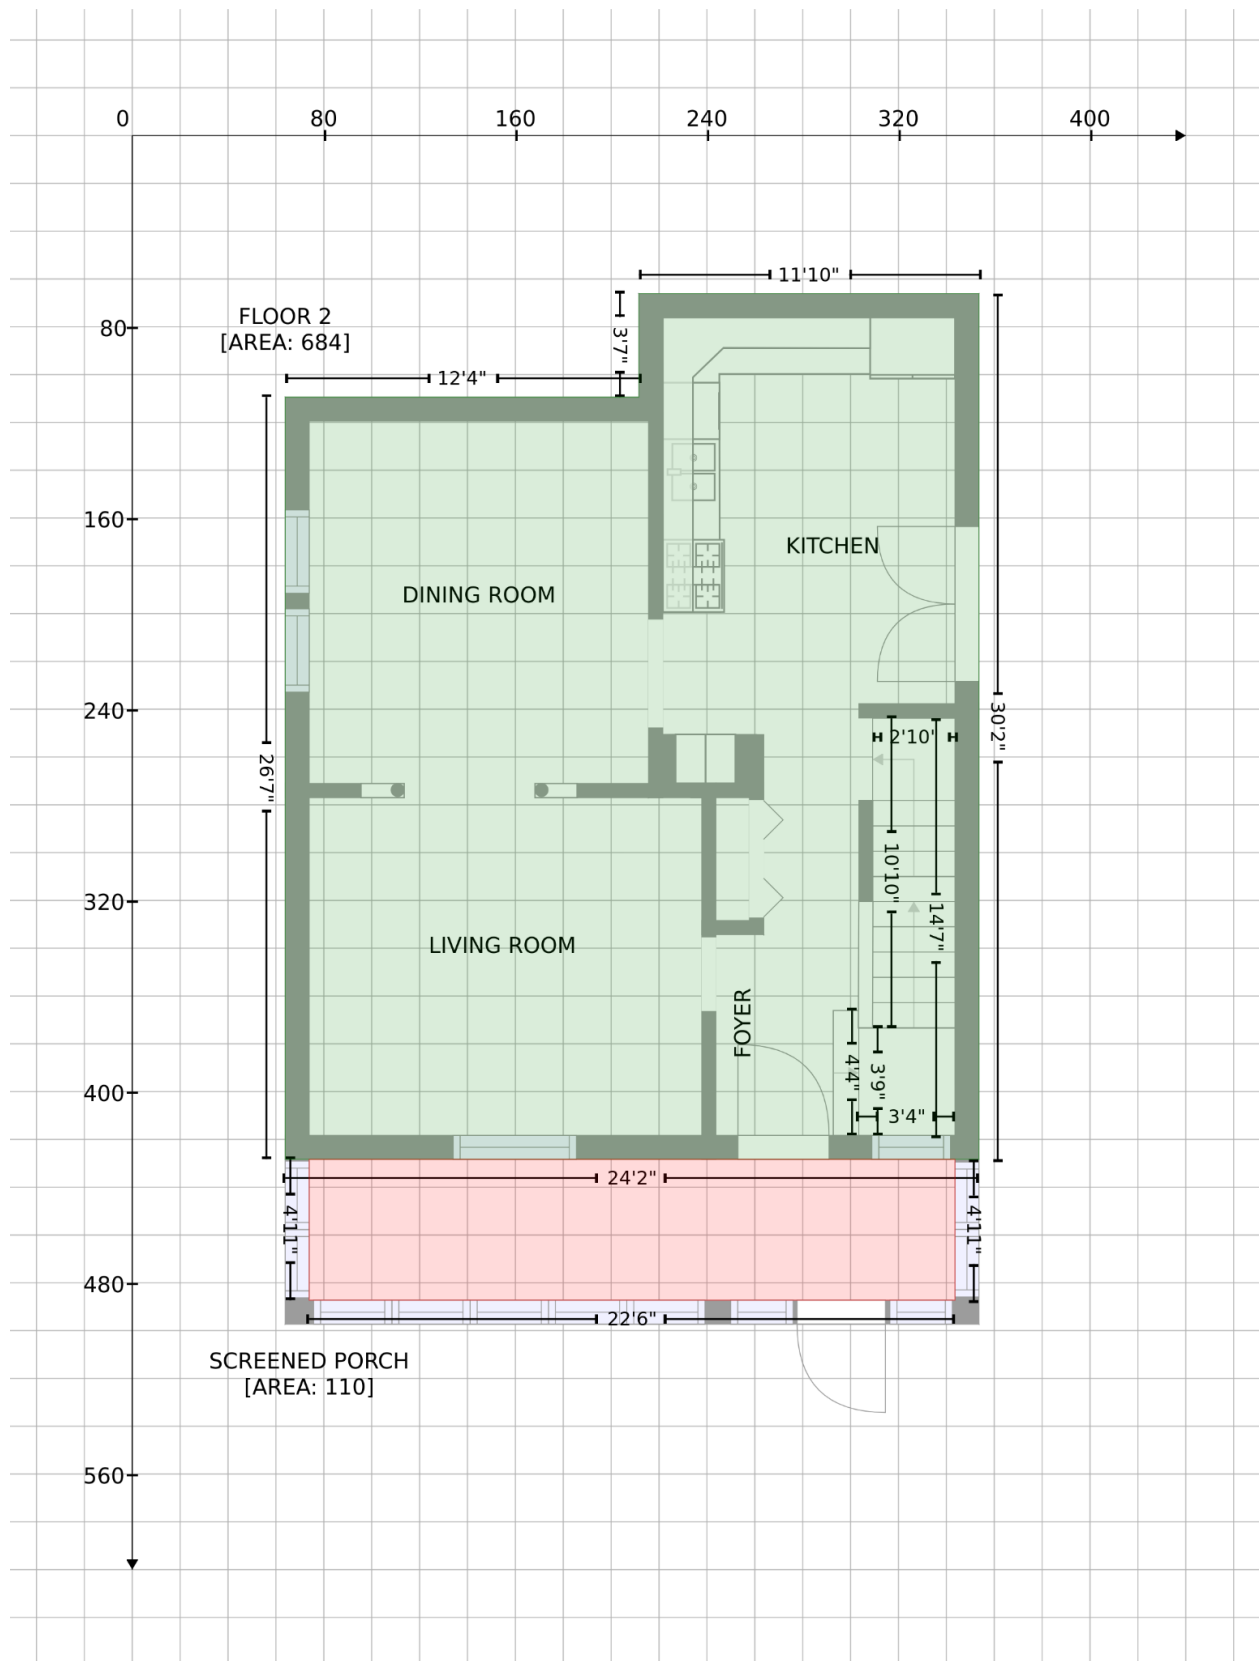 0 80 160 240 320 400
11'10"
FLOOR 2
[AREA: 684]
80
3'7"
12'4"
160
KITCHEN
DINING ROOM
240
30'2"
2'10"
26'7"
10'10"
320
14'7"
LIVING ROOM
FOYER
4'4"
3'9"
400
3'4"
24'2"
4'11"
4'11"
480
22'6"
SCREENED PORCH
[AREA: 110]
560